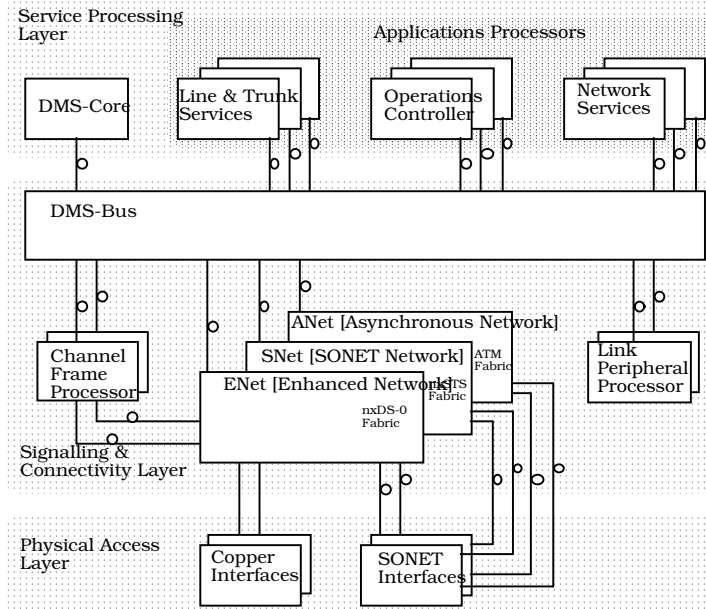 Service Processing
Layer
Applications Processors
DMS-Core
Line & Trunk
Services
Operations
Controller
Network
Services
DMS-Bus
ANet [Asynchronous Network]
SNet [SONET Network]
ATM
Fabric
ENet [Enhanced Network]
Fabric
nxDS-0
Fabric
Channel
Frame
Processor
Link
Peripheral
Processor
Signalling &
Connectivity Layer
Physical Access
Layer
Copper
Interfaces
SONET
Interfaces